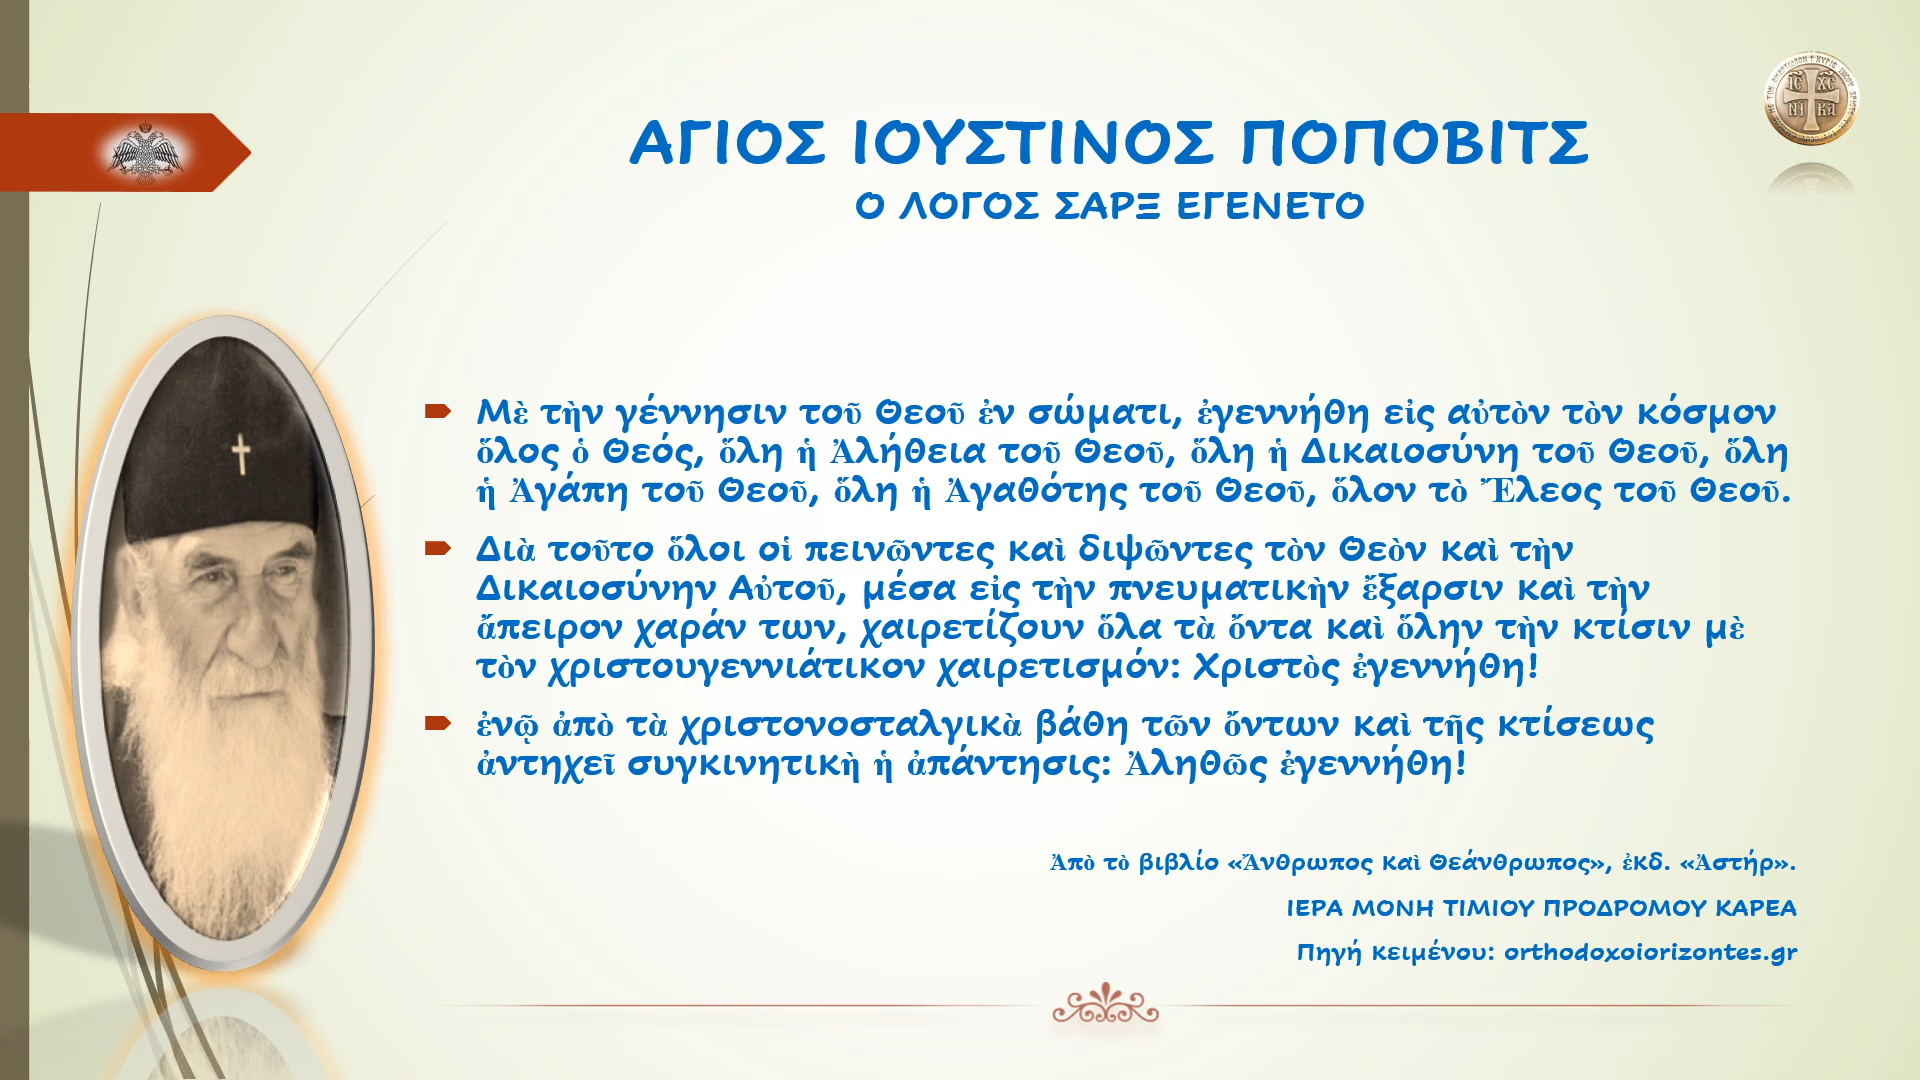 ΑΓΙΟΣ ΙΟΥΣΤΙΝΟΣ ΠΟΠΟΒΙΤΣ
Ο ΛΟΓΟΣ ΣΑΡΞ ΕΓΕΝΕΤΟ
ΙϹ ΧϹ
ΝΙ ΚΑ
Μὲ τὴν γέννησιν τοῦ Θεοῦ ἐν σώματι, ἐγεννήθη εἰς αὐτὸν τὸν κόσμον
ὅλος ὁ Θεός, ὅλη ἡ Ἀλήθεια τοῦ Θεοῦ, ὅλη ἡ Δικαιοσύνη τοῦ Θεοῦ, ὅλη
ἡ Ἀγάπη τοῦ Θεοῦ, ὅλη ἡ Ἀγαθότης τοῦ Θεοῦ, ὅλον τὸ Ἔλεος τοῦ Θεοῦ.
Διὰ τοῦτο ὅλοι οἱ πεινῶντες καὶ διψῶντες τὸν Θεὸν καὶ τὴν
Δικαιοσύνην Αὐτοῦ, μέσα εἰς τὴν πνευματικὴν ἔξαρσιν καὶ τὴν
ἄπειρον χαράν των, χαιρετίζουν ὅλα τὰ ὄντα καὶ ὅλην τὴν κτίσιν μὲ
τὸν χριστουγεννιάτικον χαιρετισμόν: Χριστὸς ἐγεννήθη!
ἐνῷ ἀπὸ τὰ χριστονοσταλγικὰ βάθη τῶν ὄντων καὶ τῆς κτίσεως
ἀντηχεῖ συγκινητικὴ ἡ ἀπάντησις: Ἀληθῶς ἐγεννήθη!
Ἀπὸ τὸ βιβλίο «Ἄνθρωπος καὶ Θεάνθρωπος», ἐκδ. «Ἀστήρ».
ΙΕΡΑ ΜΟΝΗ ΤΙΜΙΟΥ ΠΡΟΔΡΟΜΟΥ ΚΑΡΕΑ
Πηγή κειμένου: orthodoxoiorizontes.gr